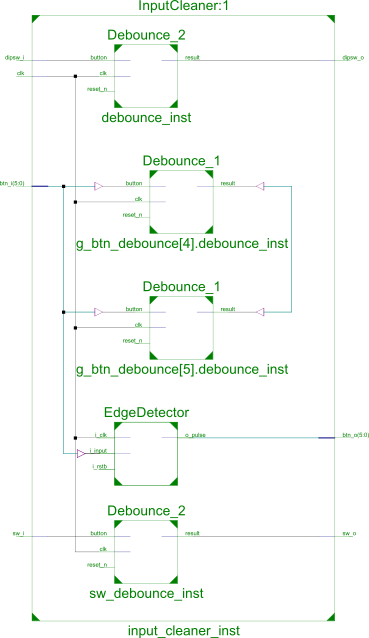 InputCleaner:1
Debounce_2
dipsw_i
button
result
dipsw_o
clk
clk
reset_n
debounce_inst
Debounce_1
btn_i(5:0)
button
result
clk
reset_n
g_btn_debounce[4].debounce_inst
Debounce_1
button
result
clk
reset_n
g_btn_debounce[5].debounce_inst
EdgeDetector
i_clk
o_pulse
btn_o(5:0)
i_input
i_rstb
Debounce_2
sw_i
button
result
sw_o
clk
reset_n
sw_debounce_inst
input_cleaner_inst